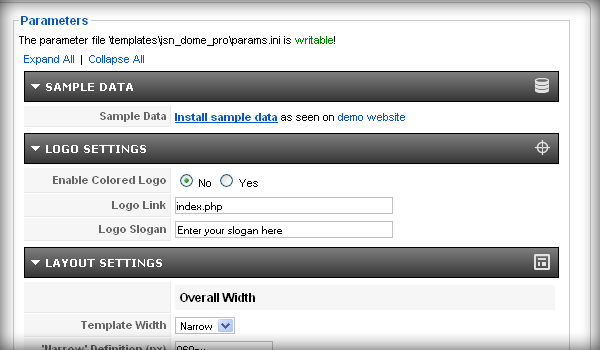 Parameters
The parameter file \templates\jsn_dome_pro\params.ini is writable!
Expand All | Collapse All
SAMPLE DATA
Sample Data Install sample data as seen on demo website
LOGO SETTINGS
Enable Colored Logo No Yes
Logo Link index.php
Logo Slogan Enter your slogan here
LAYOUT SETTINGS
Overall Width
Template Width Narrow
'Narrow' Definition (px) 960px